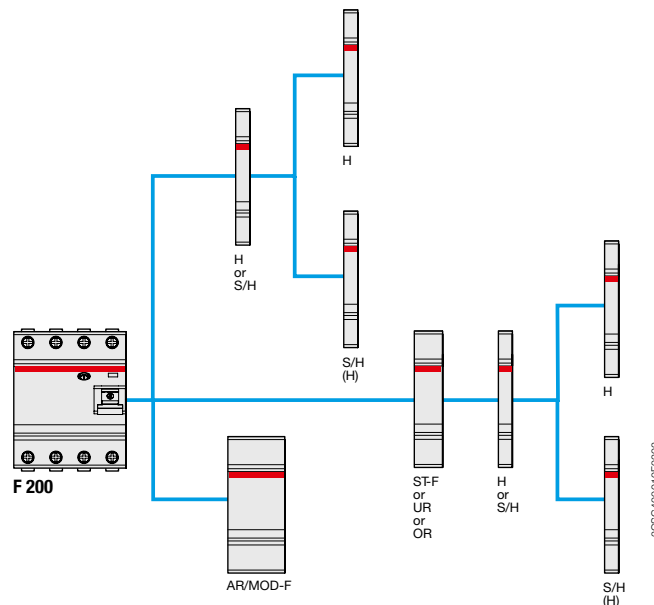 H
H
or
S/H
S/H
(H)
F 200
AR/MOD-F
ST-F
or
UR
or
OR
H
or
S/H
H
S/H
(H)